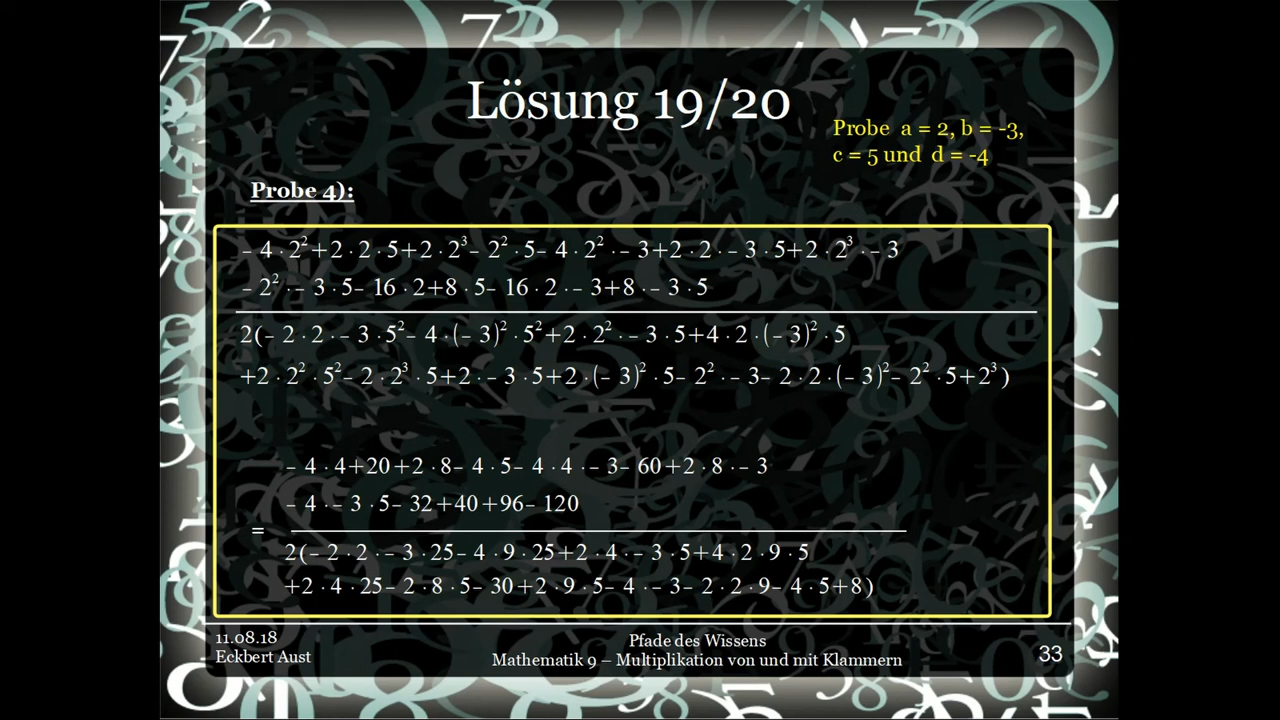 Lösung 19/20
Probe a = 2, b = -3,
c = 5 und d = -4
Probe 4):
– 4 · 2² + 2 · 2 · 5 + 2 · 2³ – 2² · 5 – 4 · 2² · – 3 + 2 · 2 · – 3 · 5 + 2 · 2³ · – 3
– 2² · – 3 · 5 – 16 · 2 + 8 · 5 – 16 · 2 · – 3 + 8 · – 3 · 5
2(– 2 · 2 · – 3 · 5² – 4 · (– 3)² · 5² + 2 · 2² · – 3 · 5 + 4 · 2 · (– 3)² · 5
+ 2 · 2² · 5² – 2 · 2³ · 5 + 2 · – 3 · 5 + 2 · (– 3)² · 5 – 2² · – 3 – 2 · 2 · (– 3)² – 2² · 5 + 2³)
– 4 · 4 + 20 + 2 · 8 – 4 · 5 – 4 · 4 · – 3 – 60 + 2 · 8 · – 3
– 4 · – 3 · 5 – 32 + 40 + 96 – 120
=
2(– 2 · 2 · – 3 · 25 – 4 · 9 · 25 + 2 · 4 · – 3 · 5 + 4 · 2 · 9 · 5
+ 2 · 4 · 25 – 2 · 8 · 5 – 30 + 2 · 9 · 5 – 4 · – 3 – 2 · 2 · 9 – 4 · 5 + 8)
11.08.18
Eckbert Aust
Pfade des Wissens
Mathematik 9 – Multiplikation von und mit Klammern
33